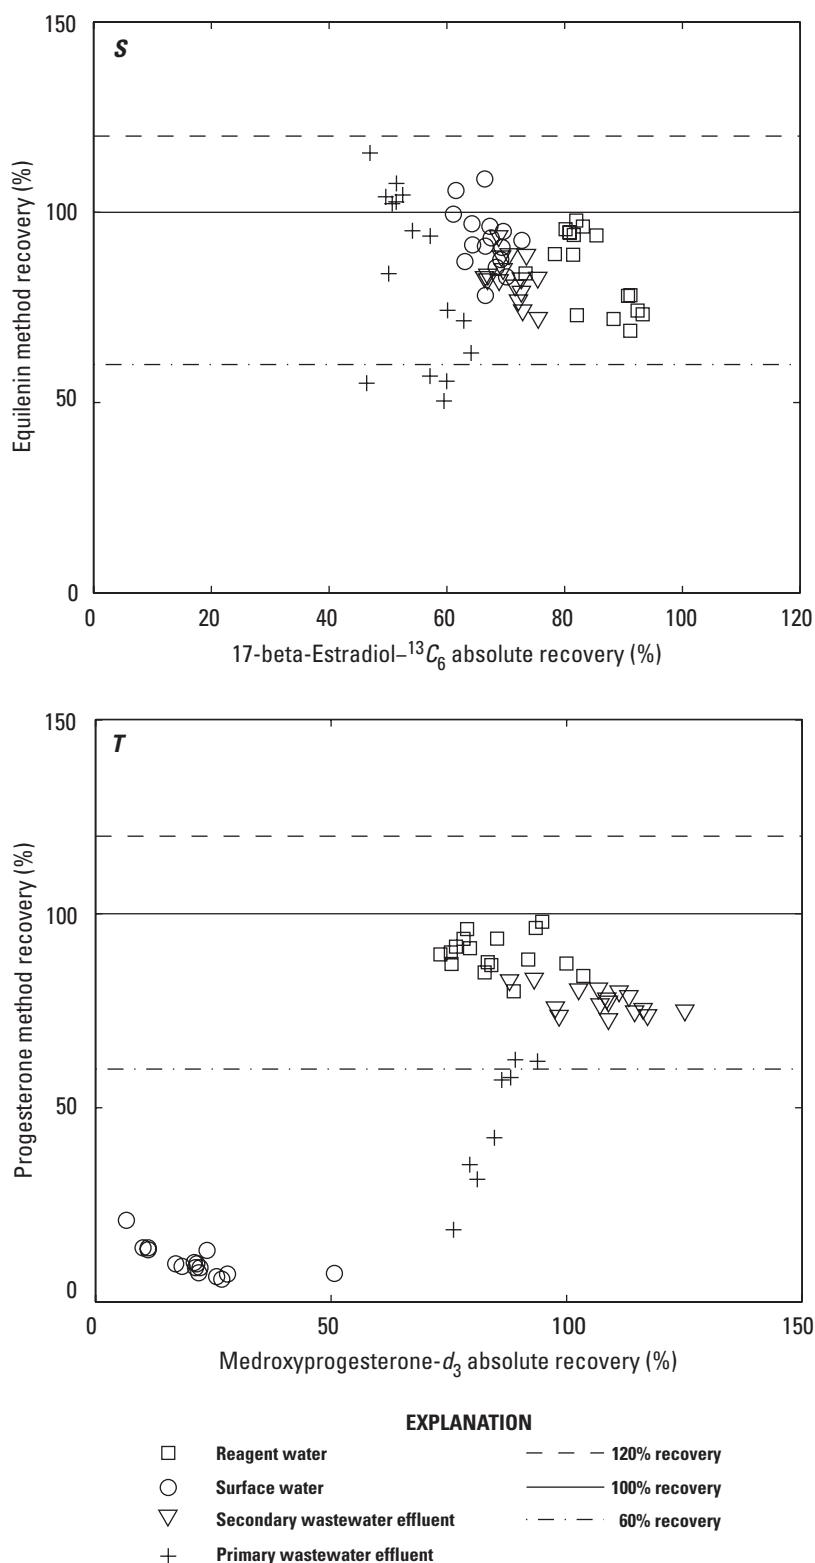 150
S
100
50
0
Equilenin method recovery (%)
0 20 40 60 80 100 120
17-beta-Estradiol–¹³C₆ absolute recovery (%)
150
T
100
50
0
Progesterone method recovery (%)
0 50 100 150
Medroxyprogesterone-d₃ absolute recovery (%)
EXPLANATION
Reagent water 120% recovery
Surface water 100% recovery
Secondary wastewater effluent 60% recovery
Primary wastewater effluent